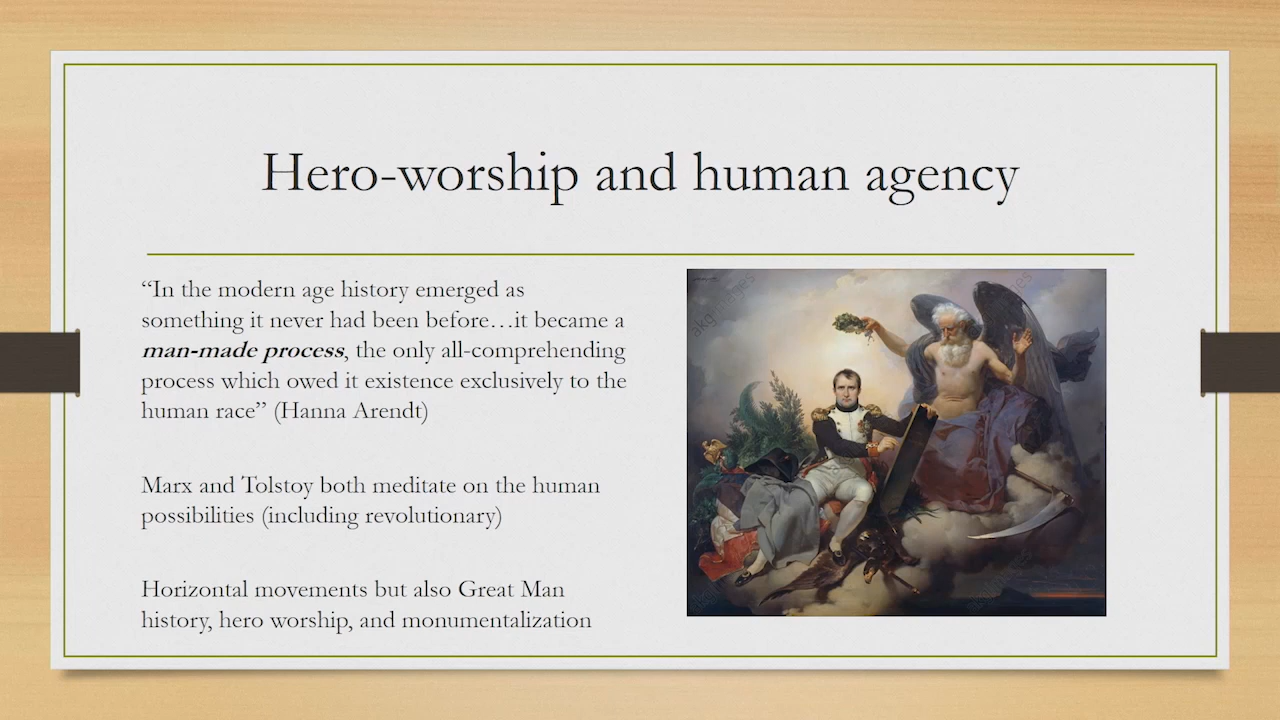 Hero-worship and human agency
“In the modern age history emerged as
something it never had been before…it became a
man-made process, the only all-comprehending
process which owed it existence exclusively to the
human race” (Hanna Arendt)
Marx and Tolstoy both meditate on the human
possibilities (including revolutionary)
Horizontal movements but also Great Man
history, hero worship, and monumentalization
akg-images